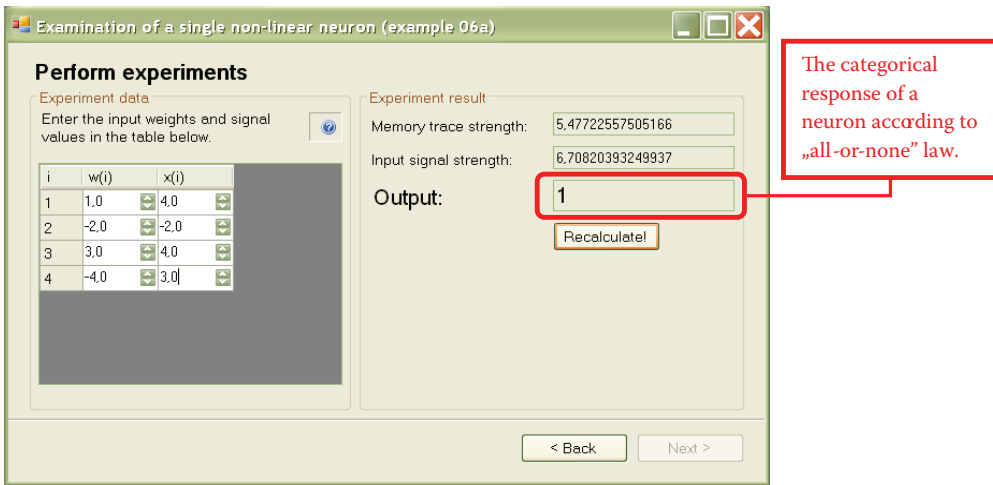 Examination of a single non-linear neuron (example 06a)
Perform experiments
Experiment data
Enter the input weights and signal
values in the table below.
i w(i) x(i)
1 1,0 4,0
2 -2,0 -2,0
3 3,0 4,0
4 -4,0 3,0
Experiment result
Memory trace strength: 5,47722557505166
Input signal strength: 6,70820393249937
Output: 1
Recalculate!
< Back Next >
The categorical
response of a
neuron according to
„all-or-none” law.